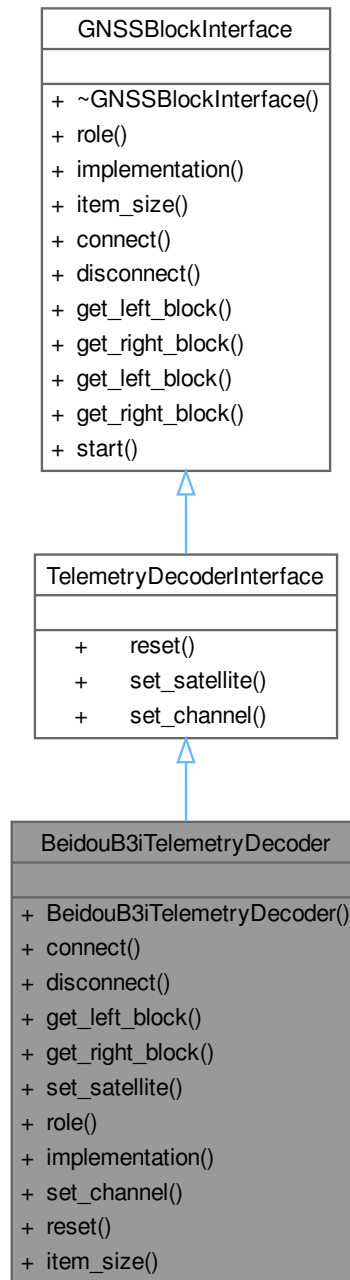 GNSSBlockInterface
+ ~GNSSBlockInterface()
+ role()
+ implementation()
+ item_size()
+ connect()
+ disconnect()
+ get_left_block()
+ get_right_block()
+ get_left_block()
+ get_right_block()
+ start()
TelemetryDecoderInterface
+ reset()
+ set_satellite()
+ set_channel()
BeidouB3iTelemetryDecoder
+ BeidouB3iTelemetryDecoder()
+ connect()
+ disconnect()
+ get_left_block()
+ get_right_block()
+ set_satellite()
+ role()
+ implementation()
+ set_channel()
+ reset()
+ item_size()